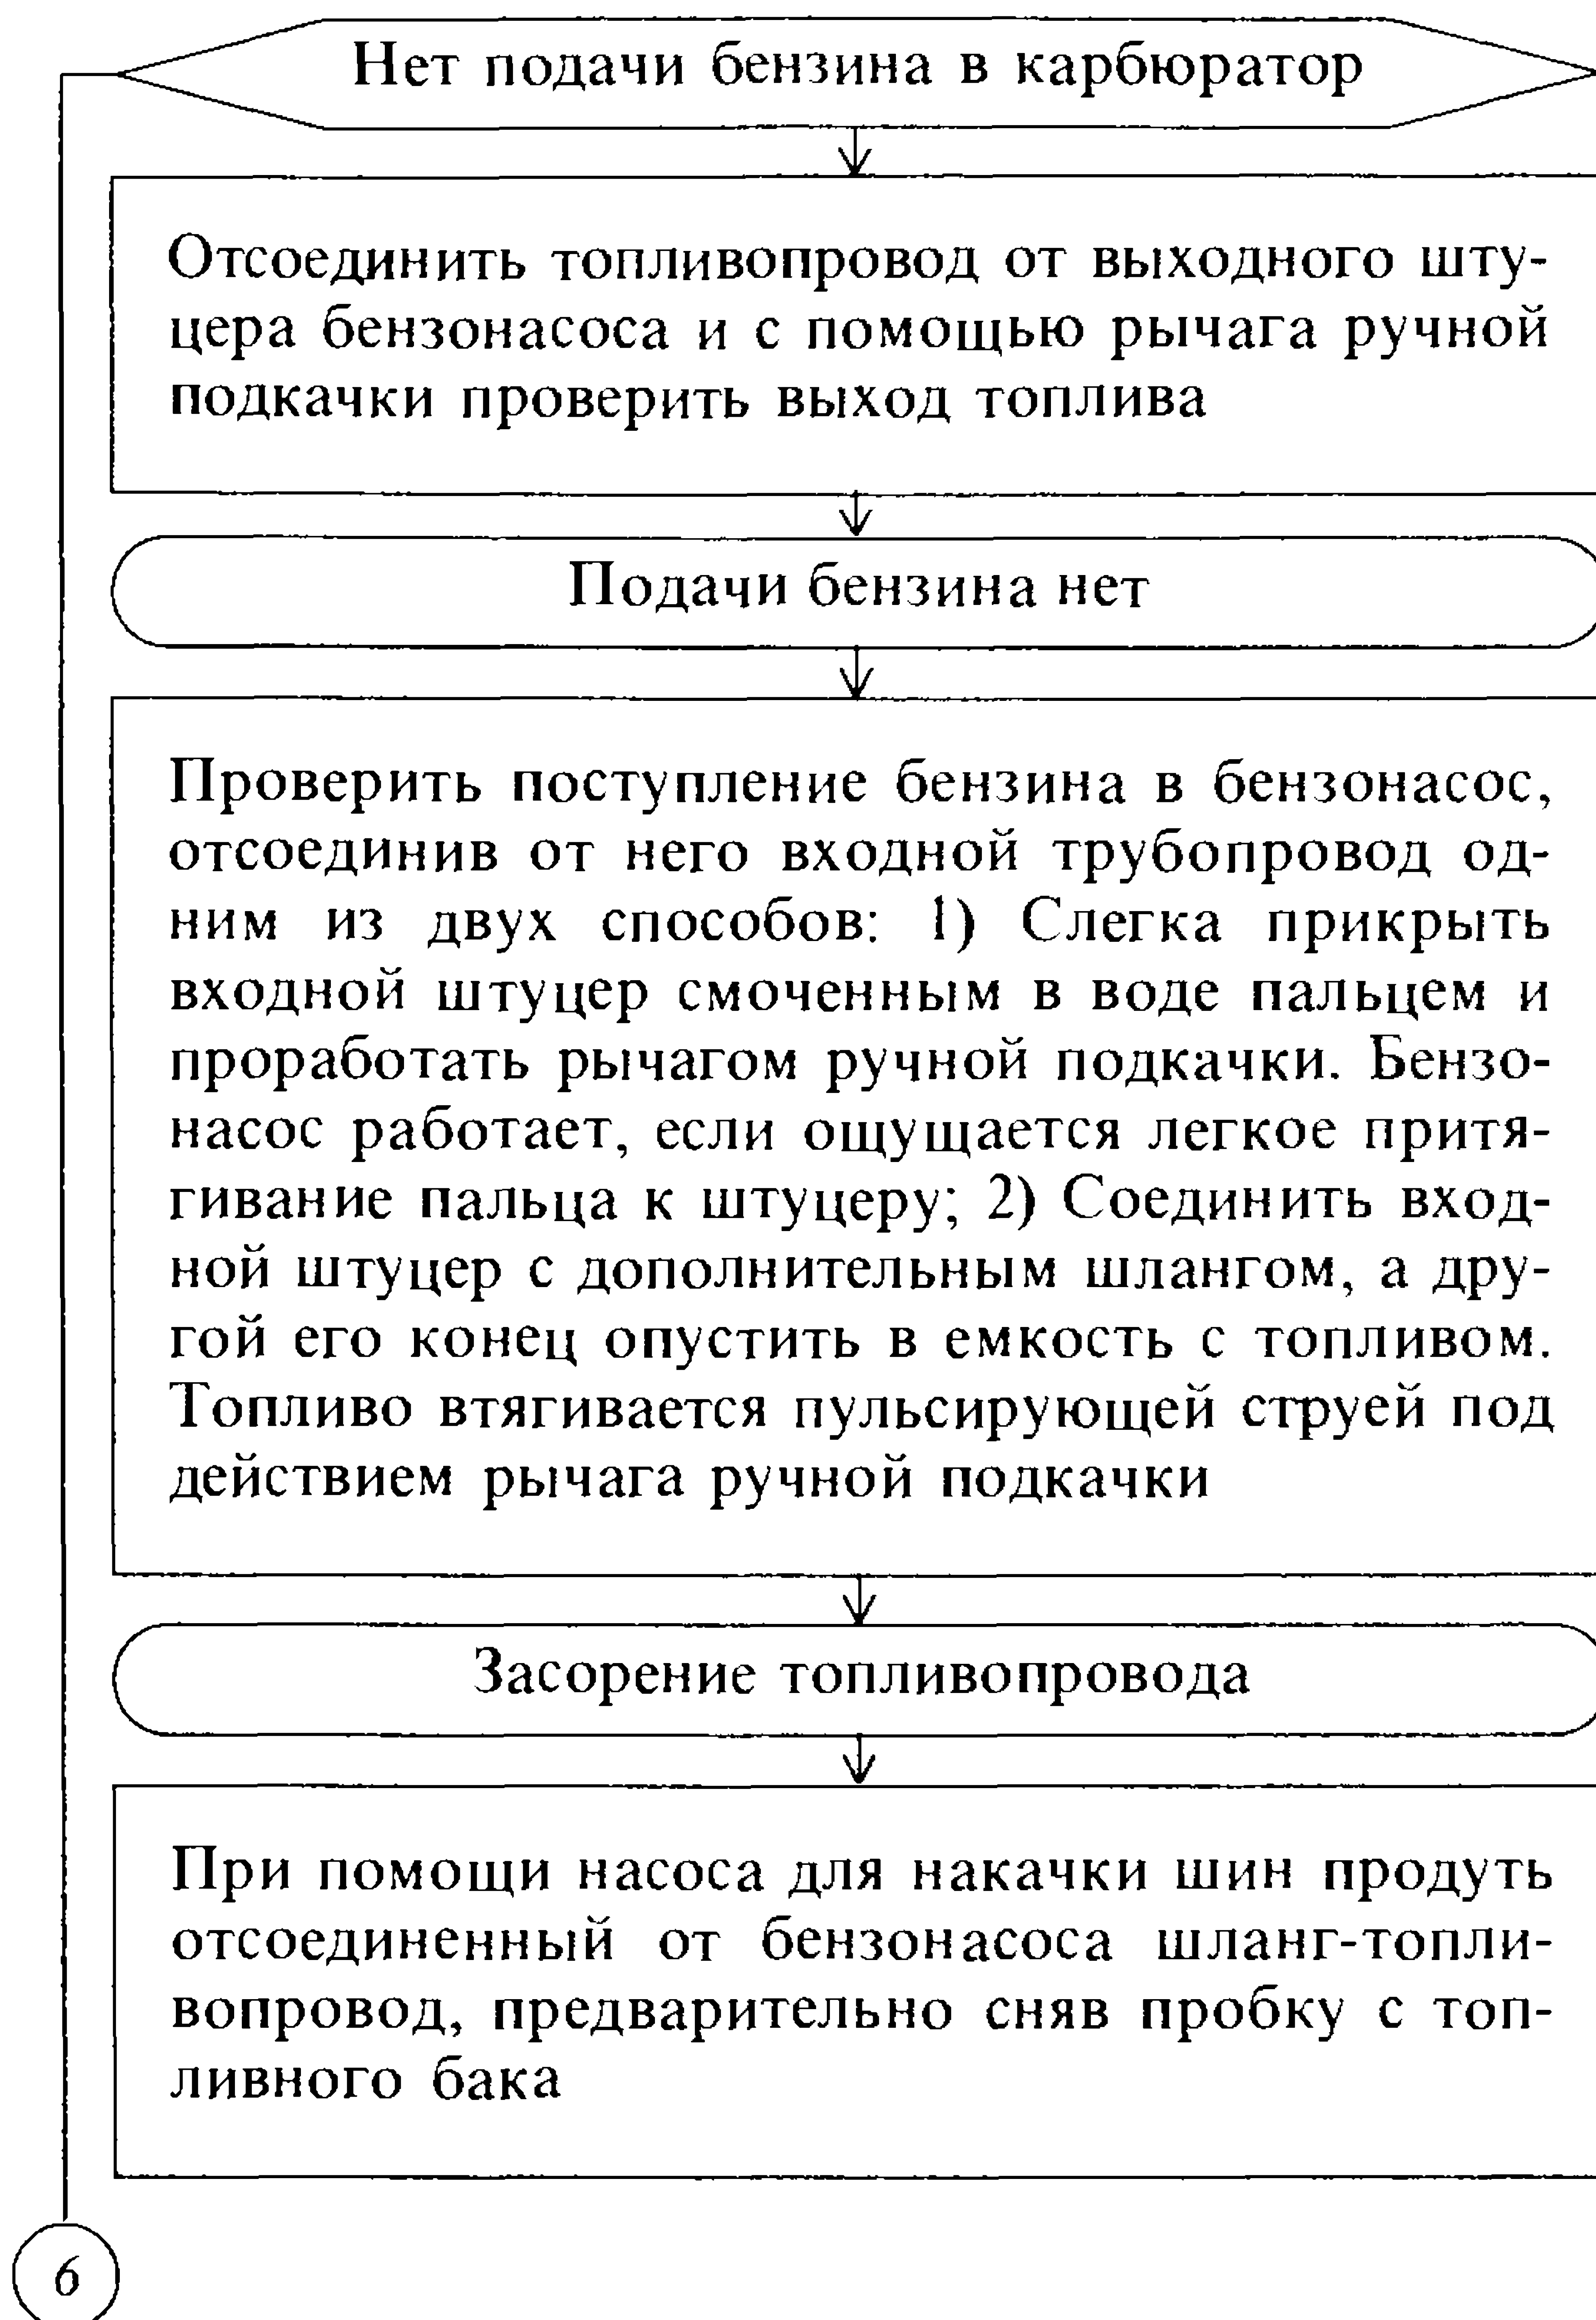 Нет подачи бензина в карбюратор
Отсоединить топливопровод от выходного шту-
цера бензонасоса и с помощью рычага ручной
подкачки проверить выход топлива
Подачи бензина нет
Проверить поступление бензина в бензонасос,
отсоединив от него входной трубопровод од-
ним из двух способов: 1) Слегка прикрыть
входной штуцер смоченным в воде пальцем и
проработать рычагом ручной подкачки. Бензо-
насос работает, если ощущается легкое притя-
гивание пальца к штуцеру; 2) Соединить вход-
ной штуцер с дополнительным шлангом, а дру-
гой его конец опустить в емкость с топливом.
Топливо втягивается пульсирующей струей под
действием рычага ручной подкачки
Засорение топливопровода
При помощи насоса для накачки шин продуть
отсоединенный от бензонасоса шланг-топли-
вопровод, предварительно сняв пробку с топ-
ливного бака
6